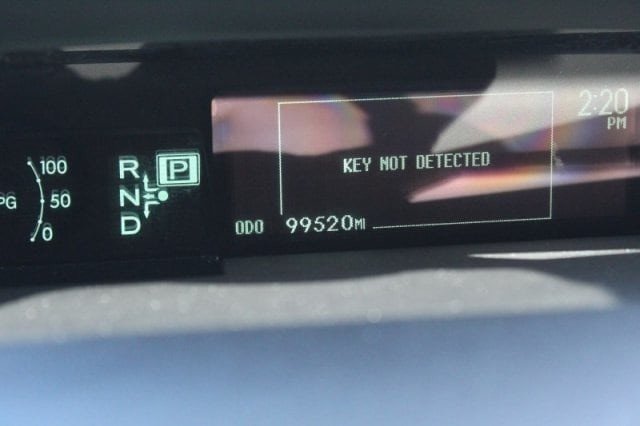 2:20
PM
100
R P
KEY NOT DETECTED
PG 50
N
0
D
ODO 99520MI